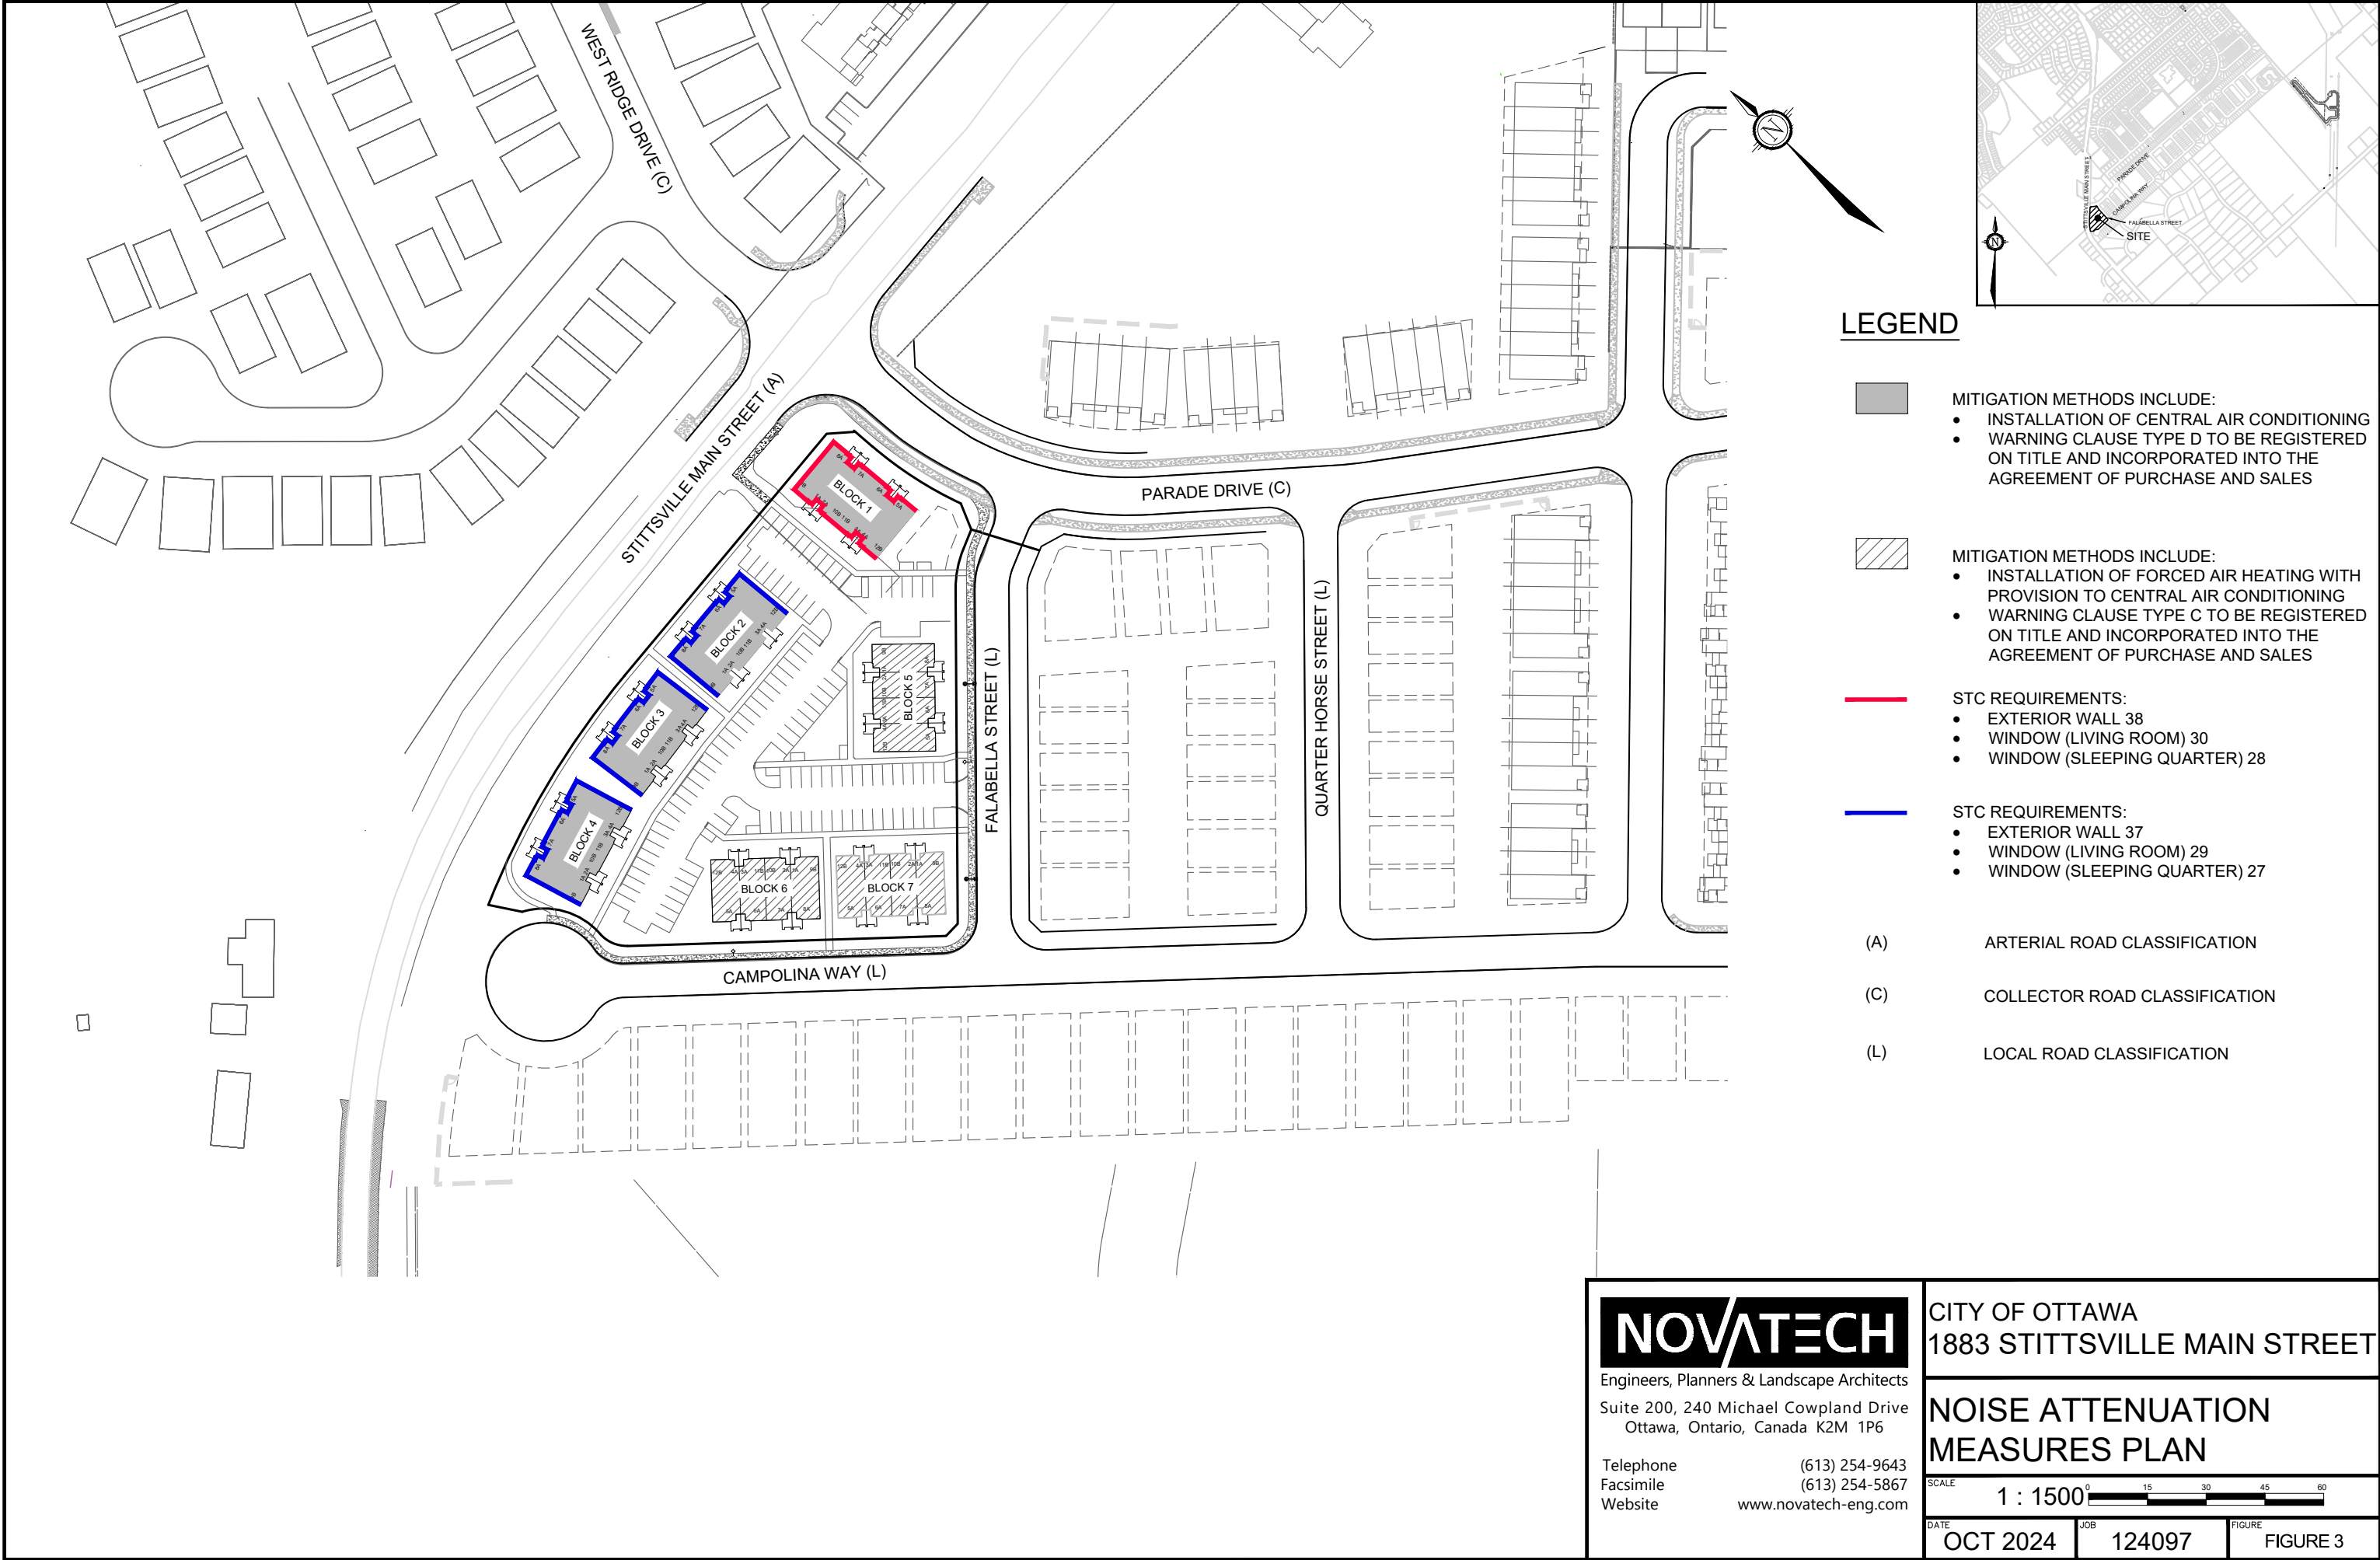 WEST RIDGE DRIVE (C)
STITTSVILLE MAIN STREET (A)
PARADE DRIVE (C)
FALABELLA STREET (L)
QUARTER HORSE STREET (L)
CAMPOLINA WAY (L)
BLOCK 1
BLOCK 2
BLOCK 3
BLOCK 4
BLOCK 5
BLOCK 6
BLOCK 7
N
STITTSVILLE MAIN STREET
PARADE DRIVE
CAMPOLINA WAY
FALABELLA STREET
SITE
N
LEGEND
MITIGATION METHODS INCLUDE:
• INSTALLATION OF CENTRAL AIR CONDITIONING
• WARNING CLAUSE TYPE D TO BE REGISTERED
ON TITLE AND INCORPORATED INTO THE
AGREEMENT OF PURCHASE AND SALES
MITIGATION METHODS INCLUDE:
• INSTALLATION OF FORCED AIR HEATING WITH
PROVISION TO CENTRAL AIR CONDITIONING
• WARNING CLAUSE TYPE C TO BE REGISTERED
ON TITLE AND INCORPORATED INTO THE
AGREEMENT OF PURCHASE AND SALES
STC REQUIREMENTS:
• EXTERIOR WALL 38
• WINDOW (LIVING ROOM) 30
• WINDOW (SLEEPING QUARTER) 28
STC REQUIREMENTS:
• EXTERIOR WALL 37
• WINDOW (LIVING ROOM) 29
• WINDOW (SLEEPING QUARTER) 27
(A) ARTERIAL ROAD CLASSIFICATION
(C) COLLECTOR ROAD CLASSIFICATION
(L) LOCAL ROAD CLASSIFICATION
NOVATECH
Engineers, Planners & Landscape Architects
Suite 200, 240 Michael Cowpland Drive
Ottawa, Ontario, Canada K2M 1P6
Telephone (613) 254-9643
Facsimile (613) 254-5867
Website www.novatech-eng.com
CITY OF OTTAWA
1883 STITTSVILLE MAIN STREET
NOISE ATTENUATION
MEASURES PLAN
SCALE
1 : 1500
0 15 30 45 60
DATE
OCT 2024
JOB
124097
FIGURE
FIGURE 3